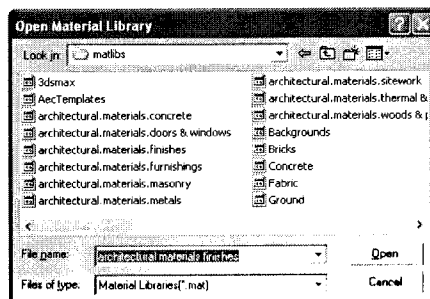 Open Material Library
Look in: matlibs
3dsmax
AecTemplates
architectural.materials.concrete
architectural.materials.doors & windows
architectural.materials.finishes
architectural.materials.furnishings
architectural.materials.masonry
architectural.materials.metals
architectural.materials.sitework
architectural.materials.thermal &
architectural.materials.woods & p
Backgrounds
Bricks
Concrete
Fabric
Ground
File name: architectural materials finishes Open
Files of type: Material Libraries(*.mat) Cancel